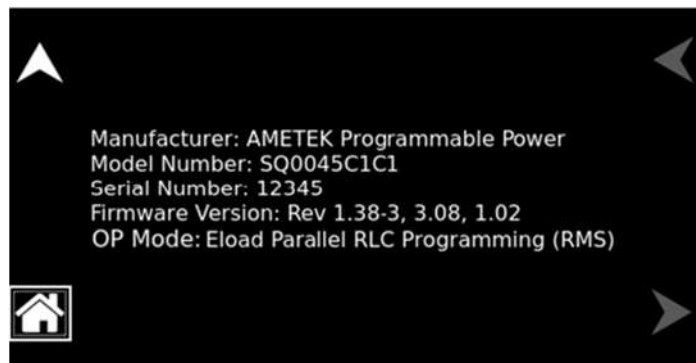 Manufacturer: AMETEK Programmable Power
Model Number: SQ0045C1C1
Serial Number: 12345
Firmware Version: Rev 1.38-3, 3.08, 1.02
OP Mode: Eload Parallel RLC Programming (RMS)